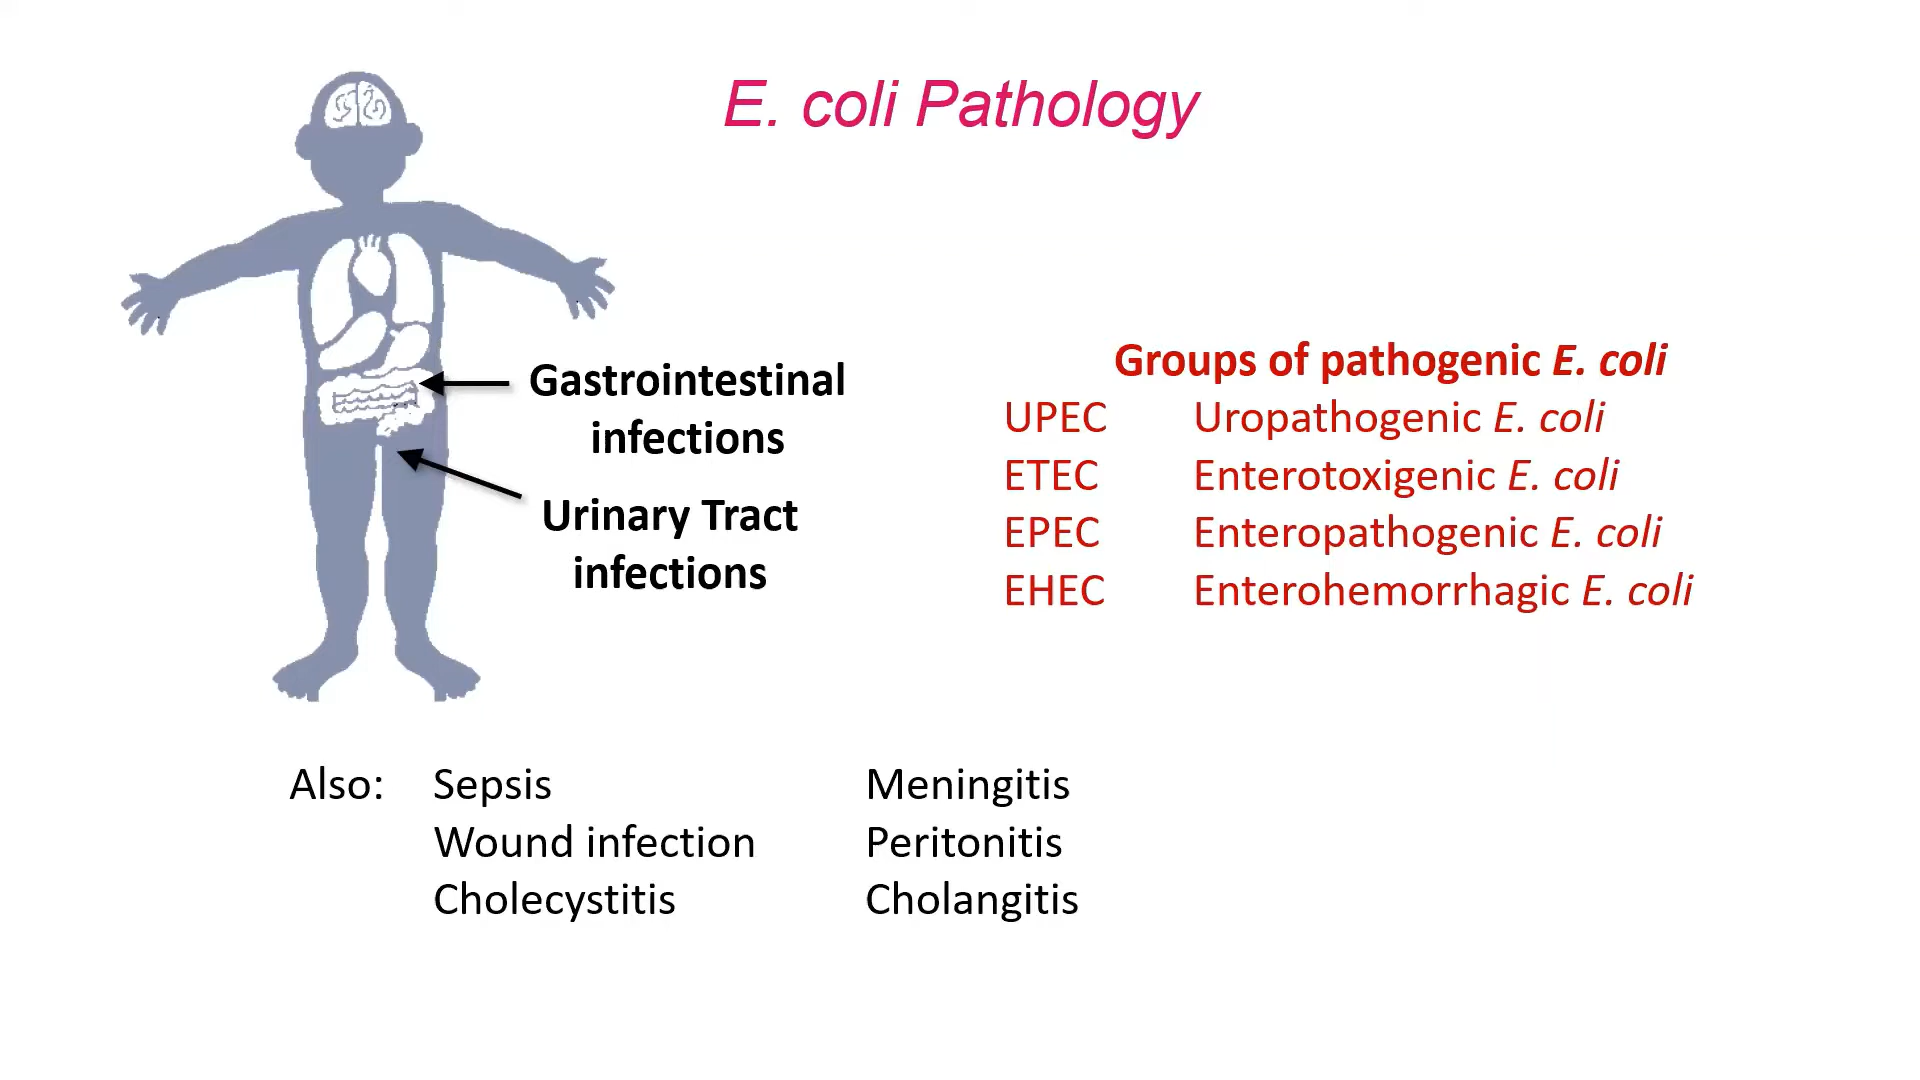 E. coli Pathology
Gastrointestinal
infections
Urinary Tract
infections
Groups of pathogenic E. coli
UPEC Uropathogenic E. coli
ETEC Enterotoxigenic E. coli
EPEC Enteropathogenic E. coli
EHEC Enterohemorrhagic E. coli
Also: Sepsis Meningitis
Wound infection Peritonitis
Cholecystitis Cholangitis